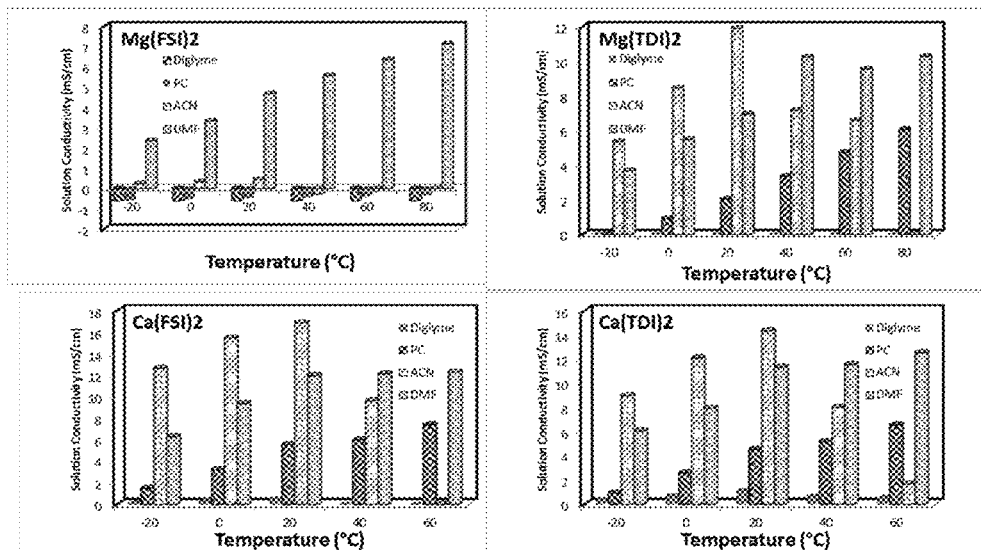 Mg(FSI)2
Solution Conductivity (mS/cm)
8
7
6
5
4
3
2
1
0
-1
-2
Diglyme
PC
ACN
DMF
-20 0 20 40 60 80
Temperature (°C)
Mg(TDI)2
Solution Conductivity (mS/cm)
12
10
8
6
4
2
0
Diglyme
PC
ACN
DMF
-20 0 20 40 60 80
Temperature (°C)
Ca(FSI)2
Solution Conductivity (mS/cm)
18
16
14
12
10
8
6
4
2
0
Diglyme
PC
ACN
DMF
-20 0 20 40 60
Temperature (°C)
Ca(TDI)2
Solution Conductivity (mS/cm)
16
14
12
10
8
6
4
2
0
Diglyme
PC
ACN
DMF
-20 0 20 40 60
Temperature (°C)